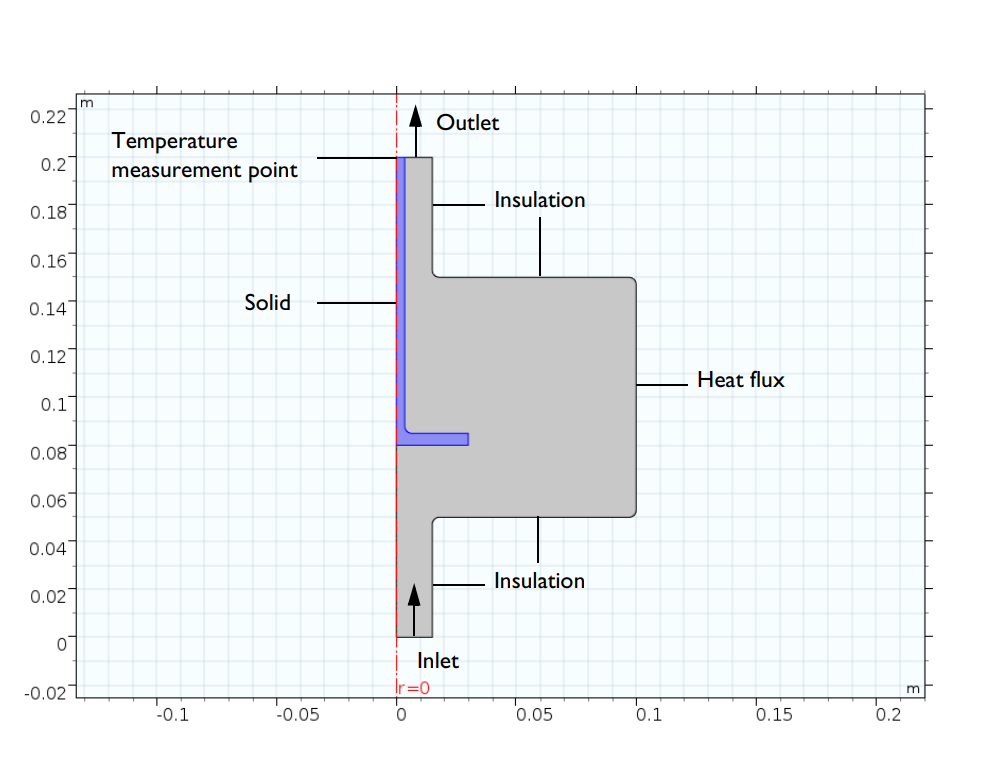 m
0.22
Outlet
Temperature
measurement point
0.2
Insulation
0.18
0.16
Solid
0.14
0.12
Heat flux
0.1
0.08
0.06
0.04
Insulation
0.02
0
Inlet
r=0
m
-0.02
-0.1
-0.05
0
0.05
0.1
0.15
0.2